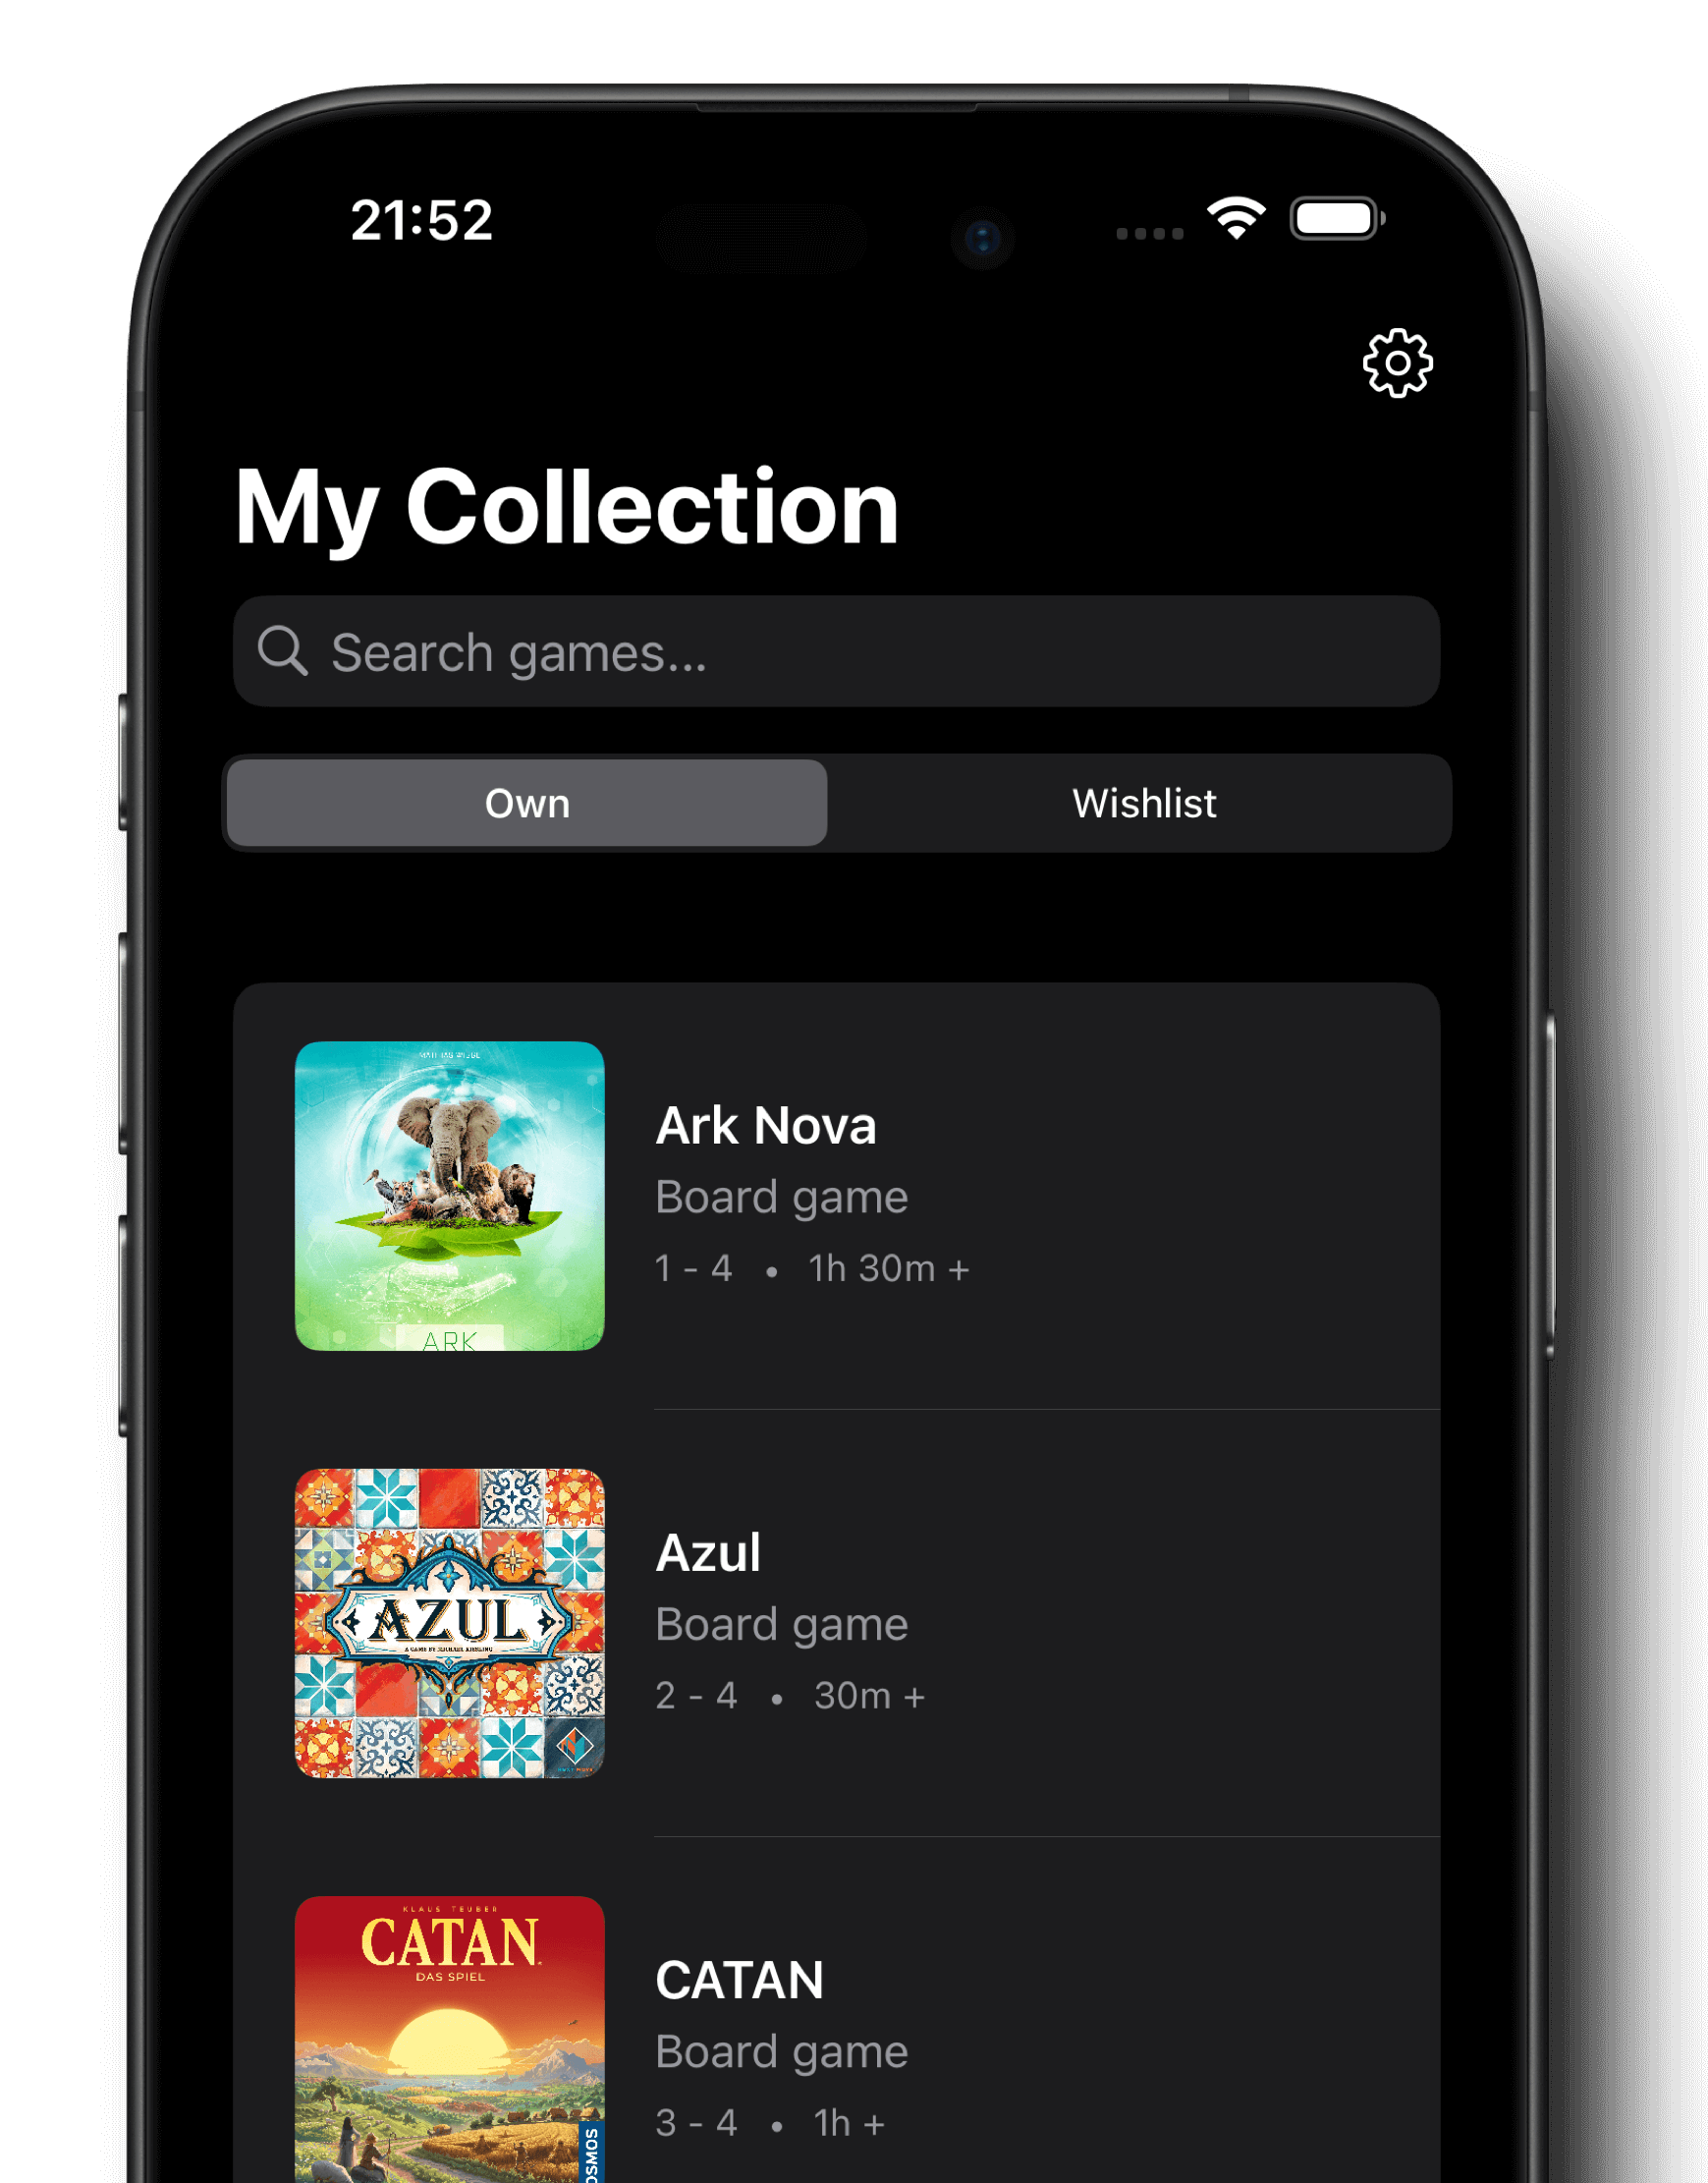 21:52
My Collection
Search games...
Own
Wishlist
MATHIAS WIGGE
ARK
Ark Nova
Board game
1 - 4 • 1h 30m +
AZUL
A GAME BY MICHAEL KIESLING
Azul
Board game
2 - 4 • 30m +
KLAUS TEUBER
CATAN
DAS SPIEL
OSMOS
CATAN
Board game
3 - 4 • 1h +